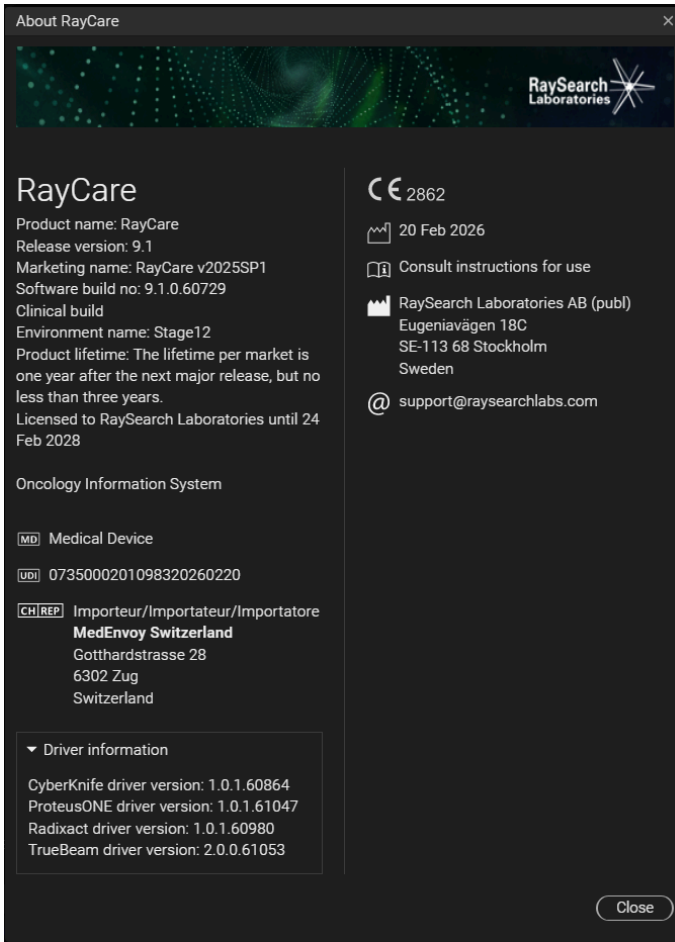 About RayCare
RaySearch
Laboratories
RayCare
Product name: RayCare
Release version: 9.1
Marketing name: RayCare v2025SP1
Software build no: 9.1.0.60729
Clinical build
Environment name: Stage12
Product lifetime: The lifetime per market is
one year after the next major release, but no
less than three years.
Licensed to RaySearch Laboratories until 24
Feb 2028
Oncology Information System
MD Medical Device
UDI 0735000201098320260220
CH REP Importeur/Importateur/Importatore
MedEnvoy Switzerland
Gotthardstrasse 28
6302 Zug
Switzerland
Driver information
CyberKnife driver version: 1.0.1.60864
ProteusONE driver version: 1.0.1.61047
Radixact driver version: 1.0.1.60980
TrueBeam driver version: 2.0.0.61053
CE 2862
20 Feb 2026
Consult instructions for use
RaySearch Laboratories AB (publ)
Eugeniavägen 18C
SE-113 68 Stockholm
Sweden
@ support@raysearchlabs.com
Close